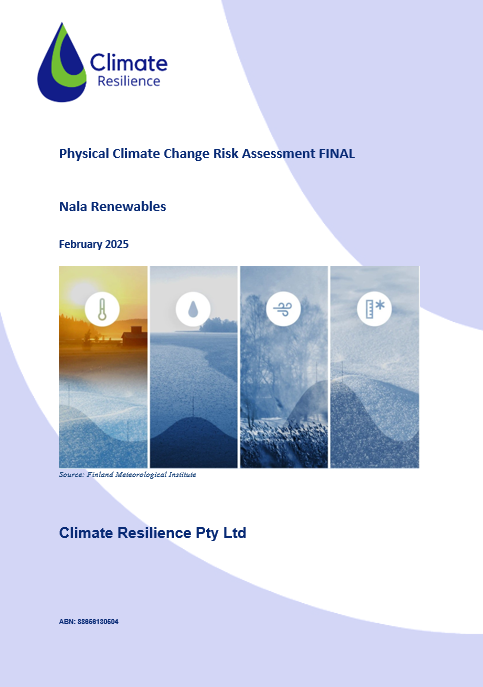 Climate
Resilience
Physical Climate Change Risk Assessment FINAL
Nala Renewables
February 2025
Source: Finland Meteorological Institute
Climate Resilience Pty Ltd
ABN: 88656180504